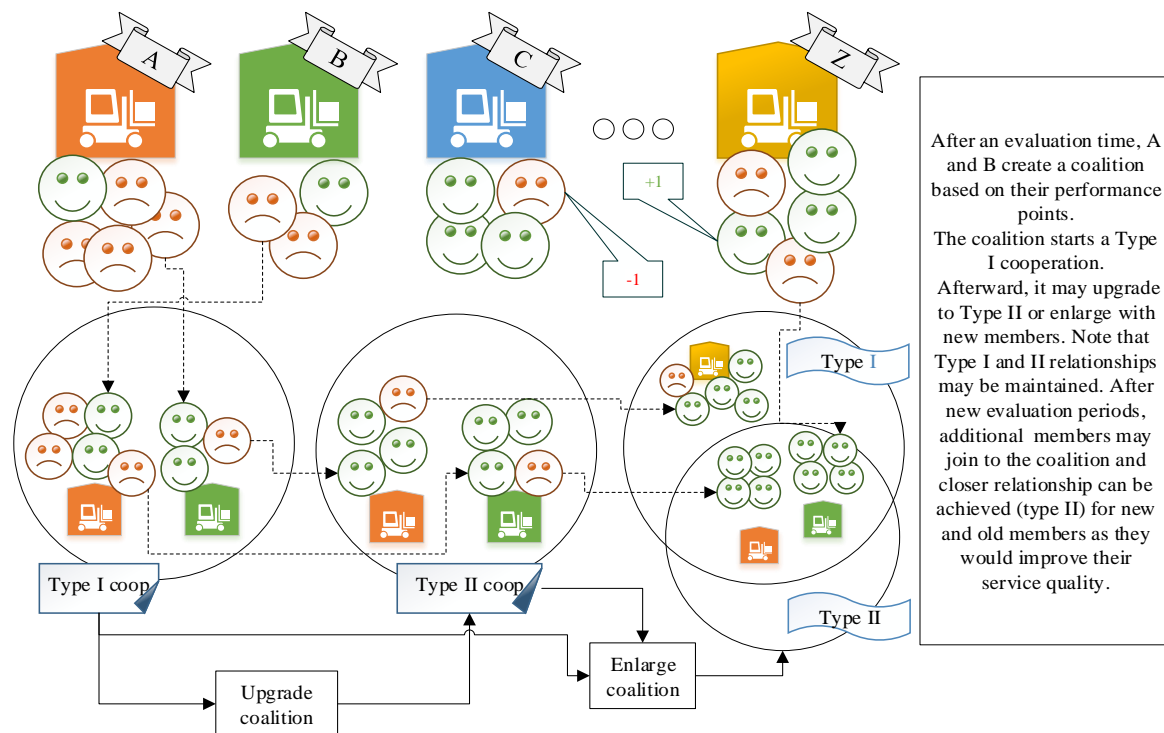 A
B
C
Z
+1
-1
After an evaluation time, A
and B create a coalition
based on their performance
points.
The coalition starts a Type
I cooperation.
Afterward, it may upgrade
to Type II or enlarge with
new members. Note that
Type I and II relationships
may be maintained. After
new evaluation periods,
additional members may
join to the coalition and
closer relationship can be
achieved (type II) for new
and old members as they
would improve their
service quality.
Type I
Type I coop
Type II coop
Type II
Upgrade
coalition
Enlarge
coalition